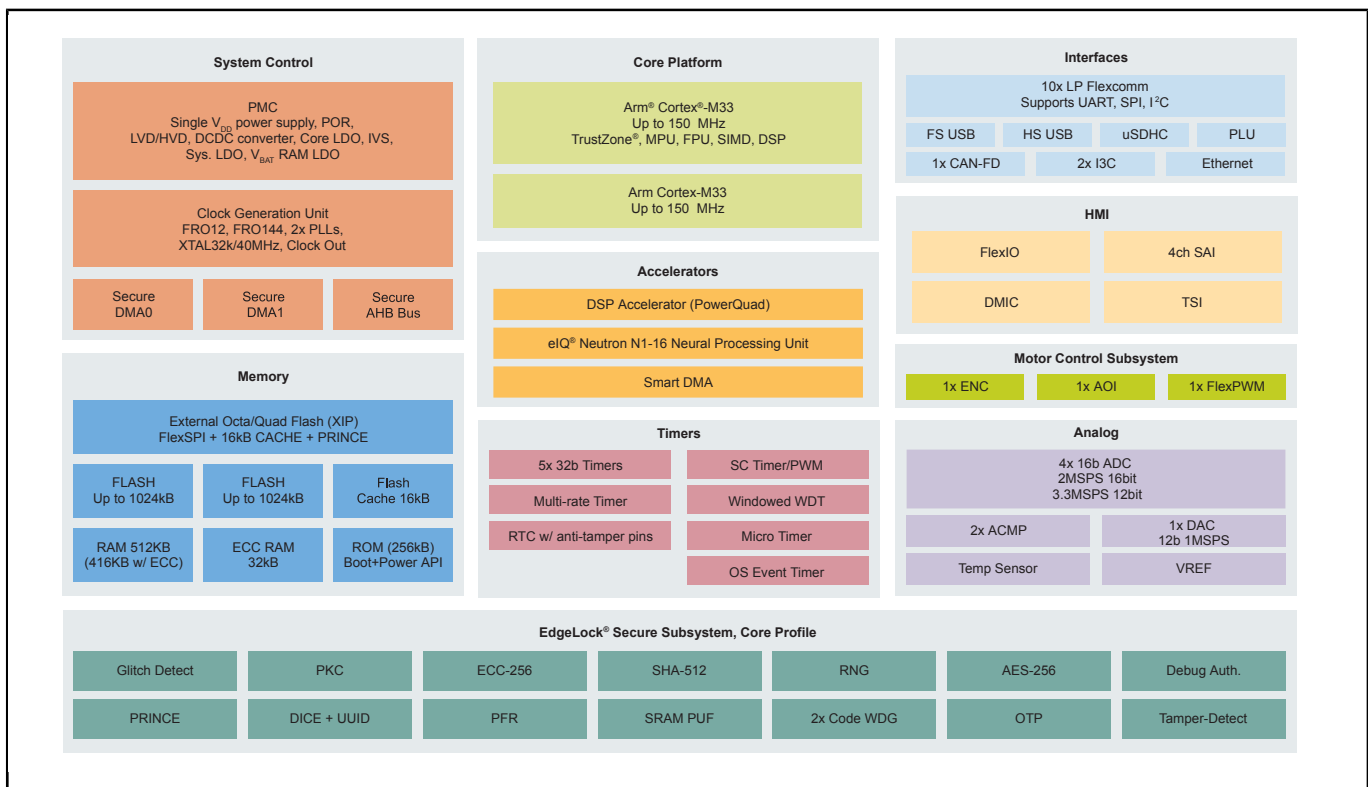 System Control
PMC
Single VDD power supply, POR,
LVD/HVD, DCDC converter, Core LDO, IVS,
Sys. LDO, VBAT RAM LDO
Clock Generation Unit
FRO12, FRO144, 2x PLLs,
XTAL32k/40MHz, Clock Out
Secure
DMA0
Secure
DMA1
Secure
AHB Bus
Memory
External Octa/Quad Flash (XIP)
FlexSPI + 16kB CACHE + PRINCE
FLASH
Up to 1024kB
FLASH
Up to 1024kB
Flash
Cache 16kB
RAM 512KB
(416KB w/ ECC)
ECC RAM
32kB
ROM (256kB)
Boot+Power API
Core Platform
Arm® Cortex®-M33
Up to 150 MHz
TrustZone®, MPU, FPU, SIMD, DSP
Arm Cortex-M33
Up to 150 MHz
Accelerators
DSP Accelerator (PowerQuad)
eIQ® Neutron N1-16 Neural Processing Unit
Smart DMA
Timers
5x 32b Timers
SC Timer/PWM
Multi-rate Timer
Windowed WDT
RTC w/ anti-tamper pins
Micro Timer
OS Event Timer
Interfaces
10x LP Flexcomm
Supports UART, SPI, I²C
FS USB
HS USB
uSDHC
PLU
1x CAN-FD
2x I3C
Ethernet
HMI
FlexIO
4ch SAI
DMIC
TSI
Motor Control Subsystem
1x ENC
1x AOI
1x FlexPWM
Analog
4x 16b ADC
2MSPS 16bit
3.3MSPS 12bit
2x ACMP
1x DAC
12b 1MSPS
Temp Sensor
VREF
EdgeLock® Secure Subsystem, Core Profile
Glitch Detect
PKC
ECC-256
SHA-512
RNG
AES-256
Debug Auth.
PRINCE
DICE + UUID
PFR
SRAM PUF
2x Code WDG
OTP
Tamper-Detect